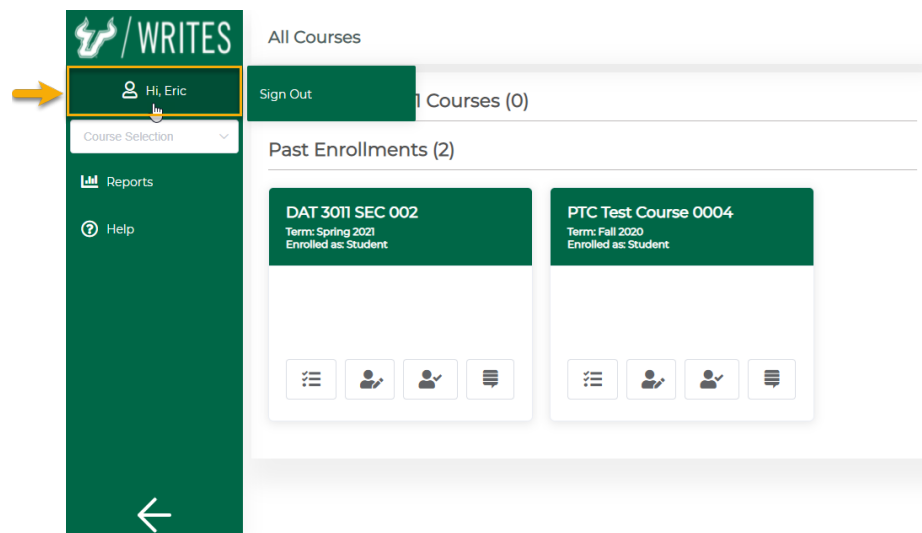 / WRITES
All Courses
Hi, Eric
Sign Out
Courses (0)
Course Selection
Past Enrollments (2)
Reports
Help
DAT 3011 SEC 002
Term: Spring 2021
Enrolled as: Student
PTC Test Course 0004
Term: Fall 2020
Enrolled as: Student